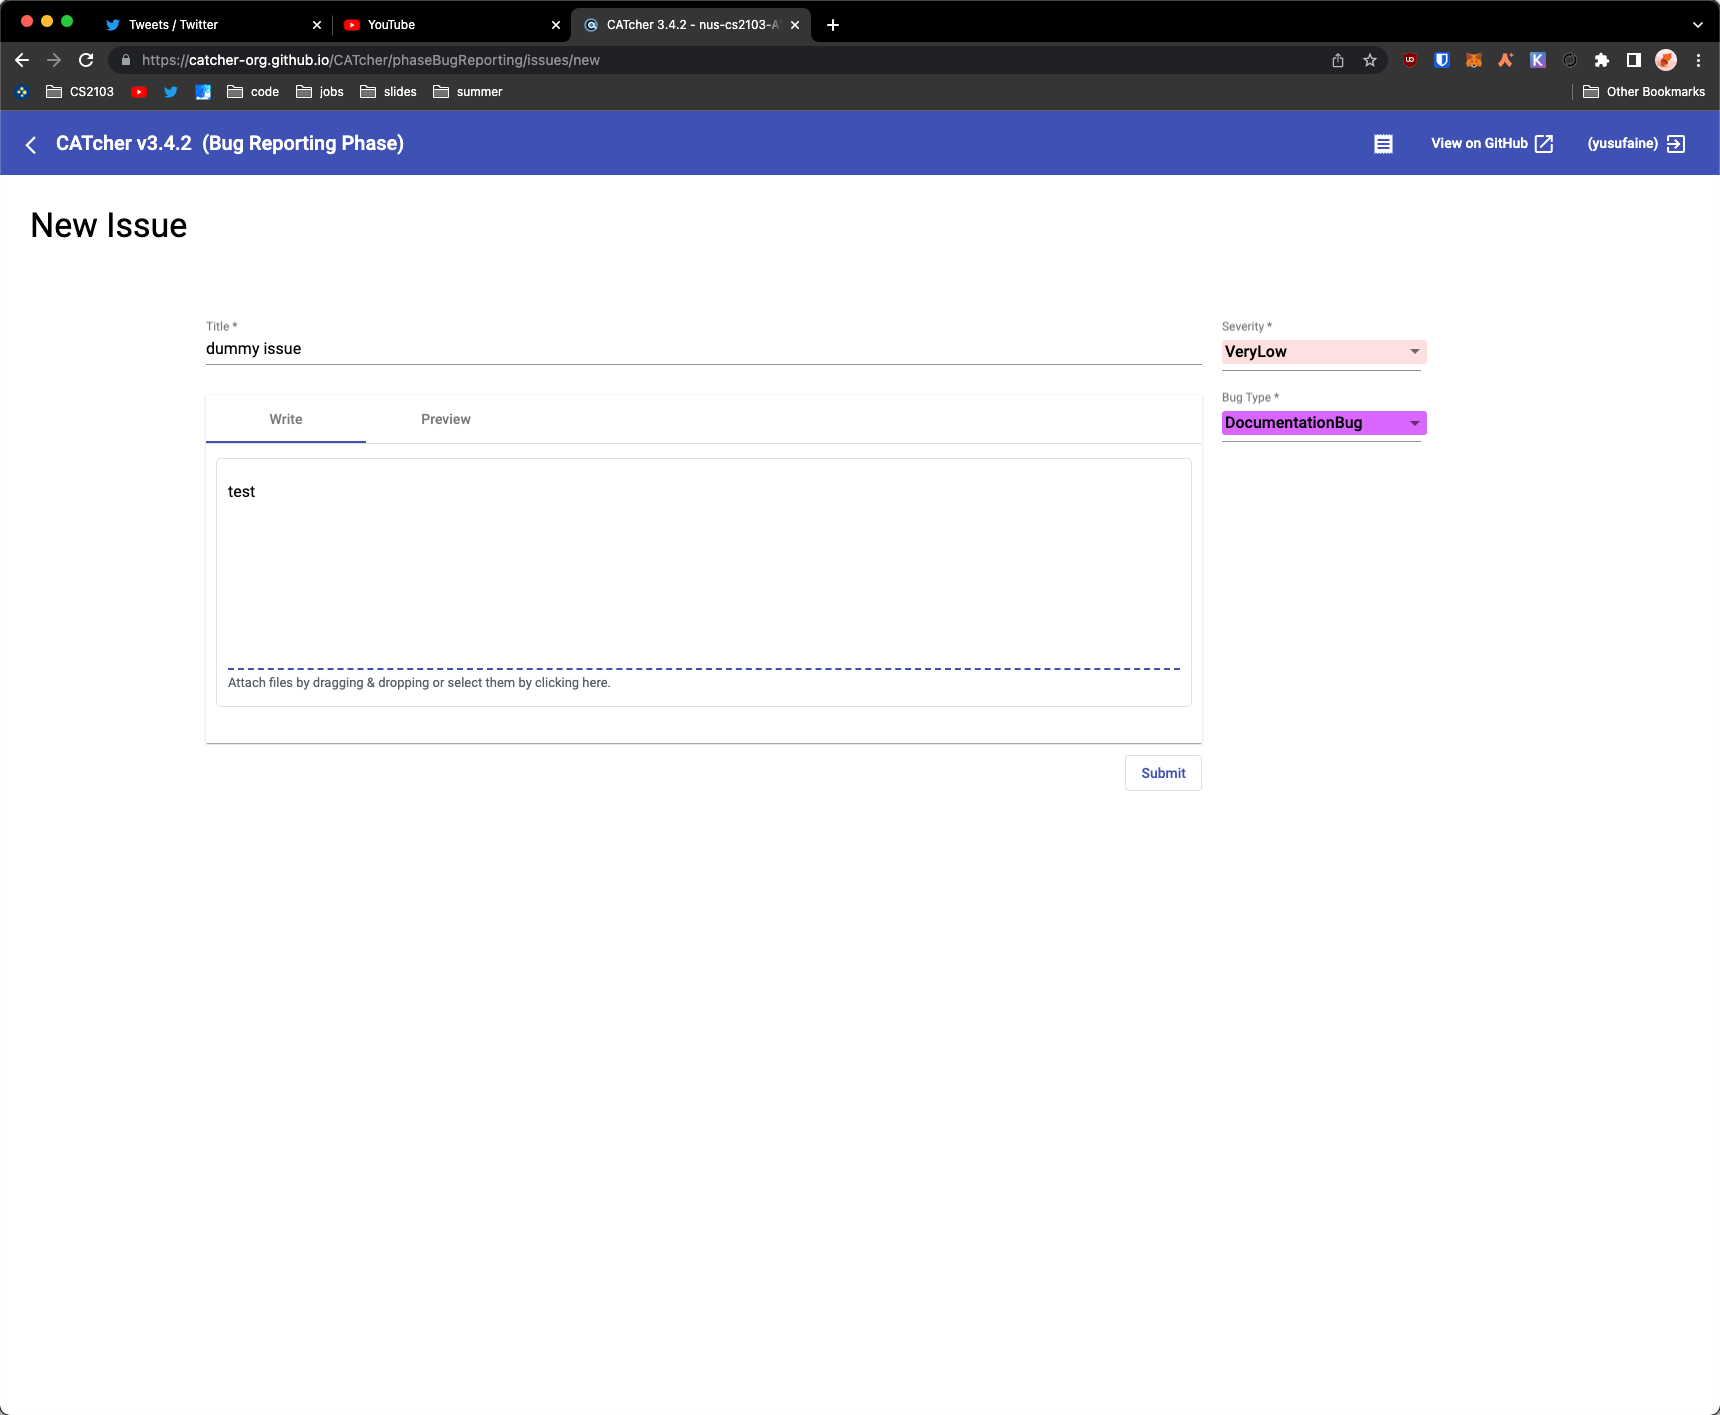 Tweets / Twitter
YouTube
CATcher 3.4.2 - nus-cs2103-A
https://catcher-org.github.io/CATcher/phaseBugReporting/issues/new
CS2103
code
jobs
slides
summer
Other Bookmarks
CATcher v3.4.2 (Bug Reporting Phase)
View on GitHub
(yusufaine)
New Issue
Title *
dummy issue
Severity *
VeryLow
Bug Type *
DocumentationBug
Write
Preview
test
Attach files by dragging & dropping or select them by clicking here.
Submit